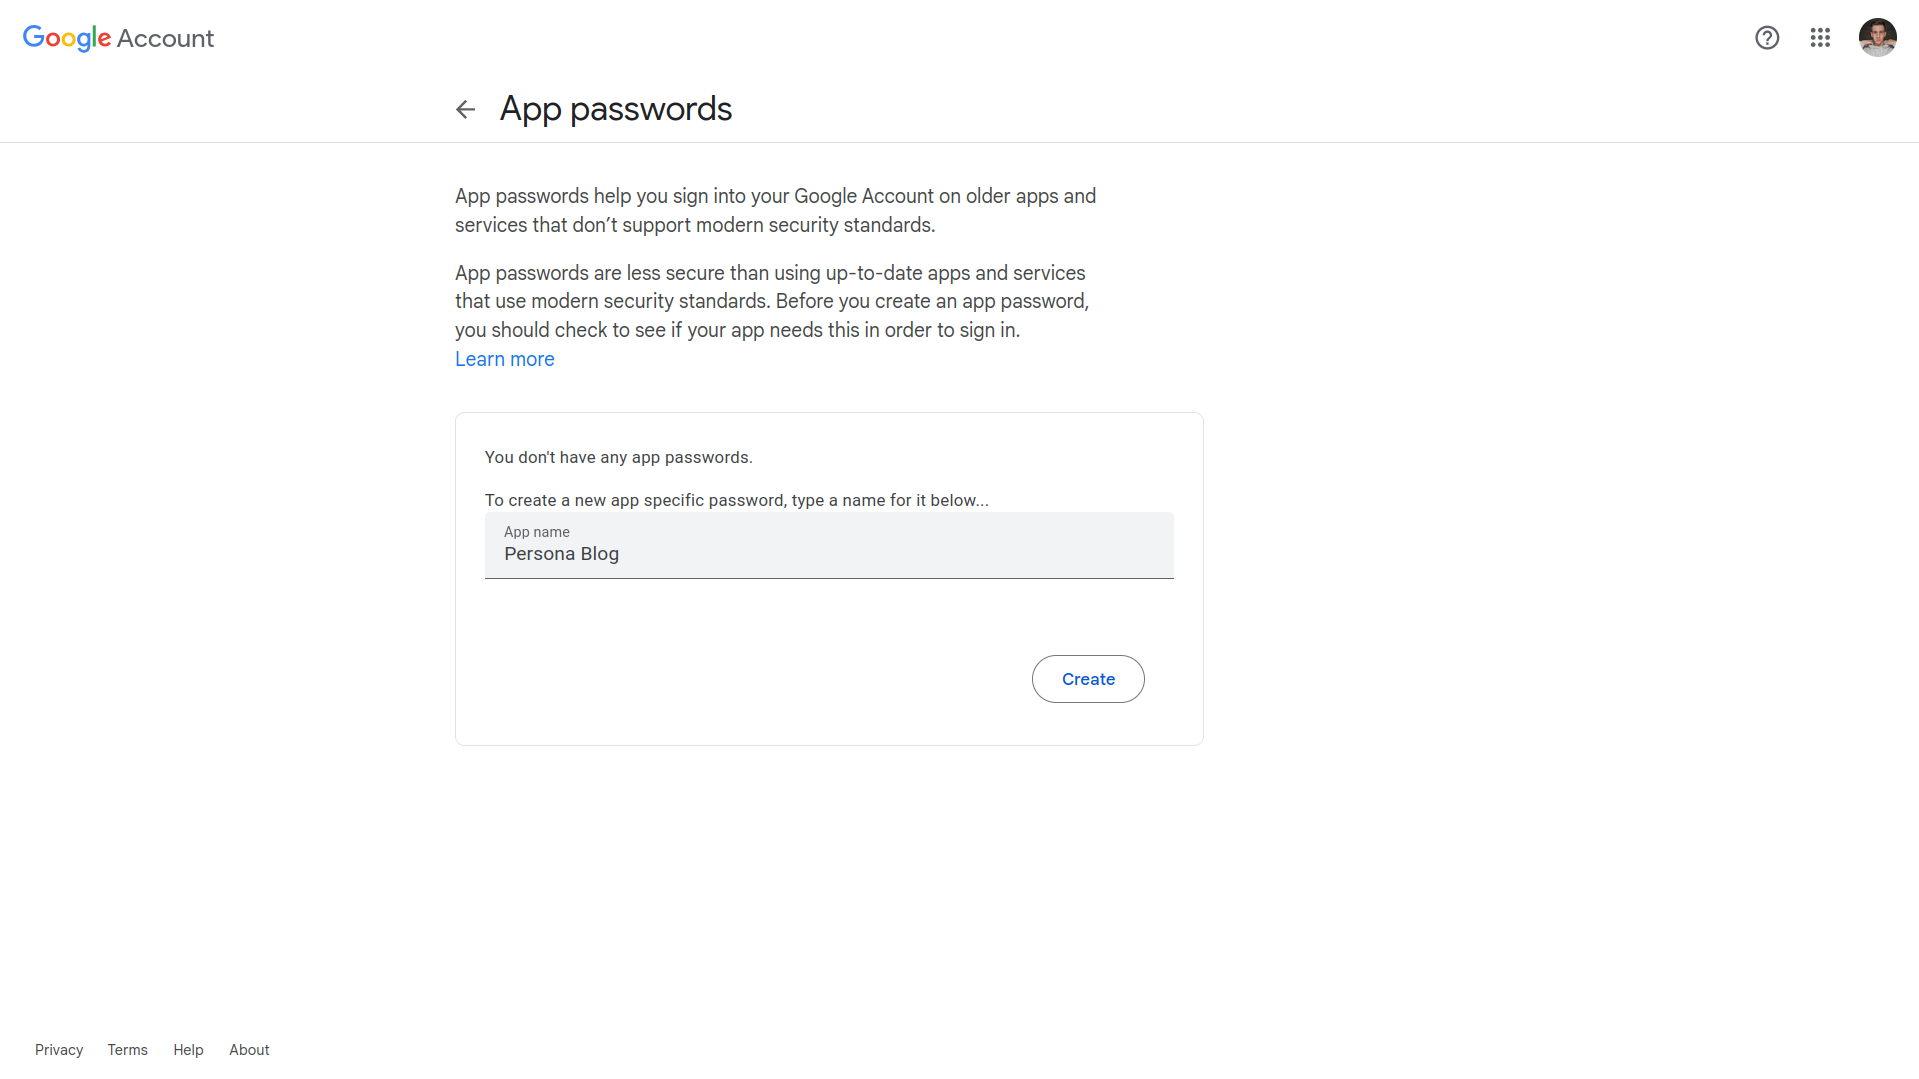 Google Account
App passwords
App passwords help you sign into your Google Account on older apps and
services that don’t support modern security standards.
App passwords are less secure than using up-to-date apps and services
that use modern security standards. Before you create an app password,
you should check to see if your app needs this in order to sign in.
Learn more
You don't have any app passwords.
To create a new app specific password, type a name for it below...
App name
Persona Blog
Create
Privacy Terms Help About